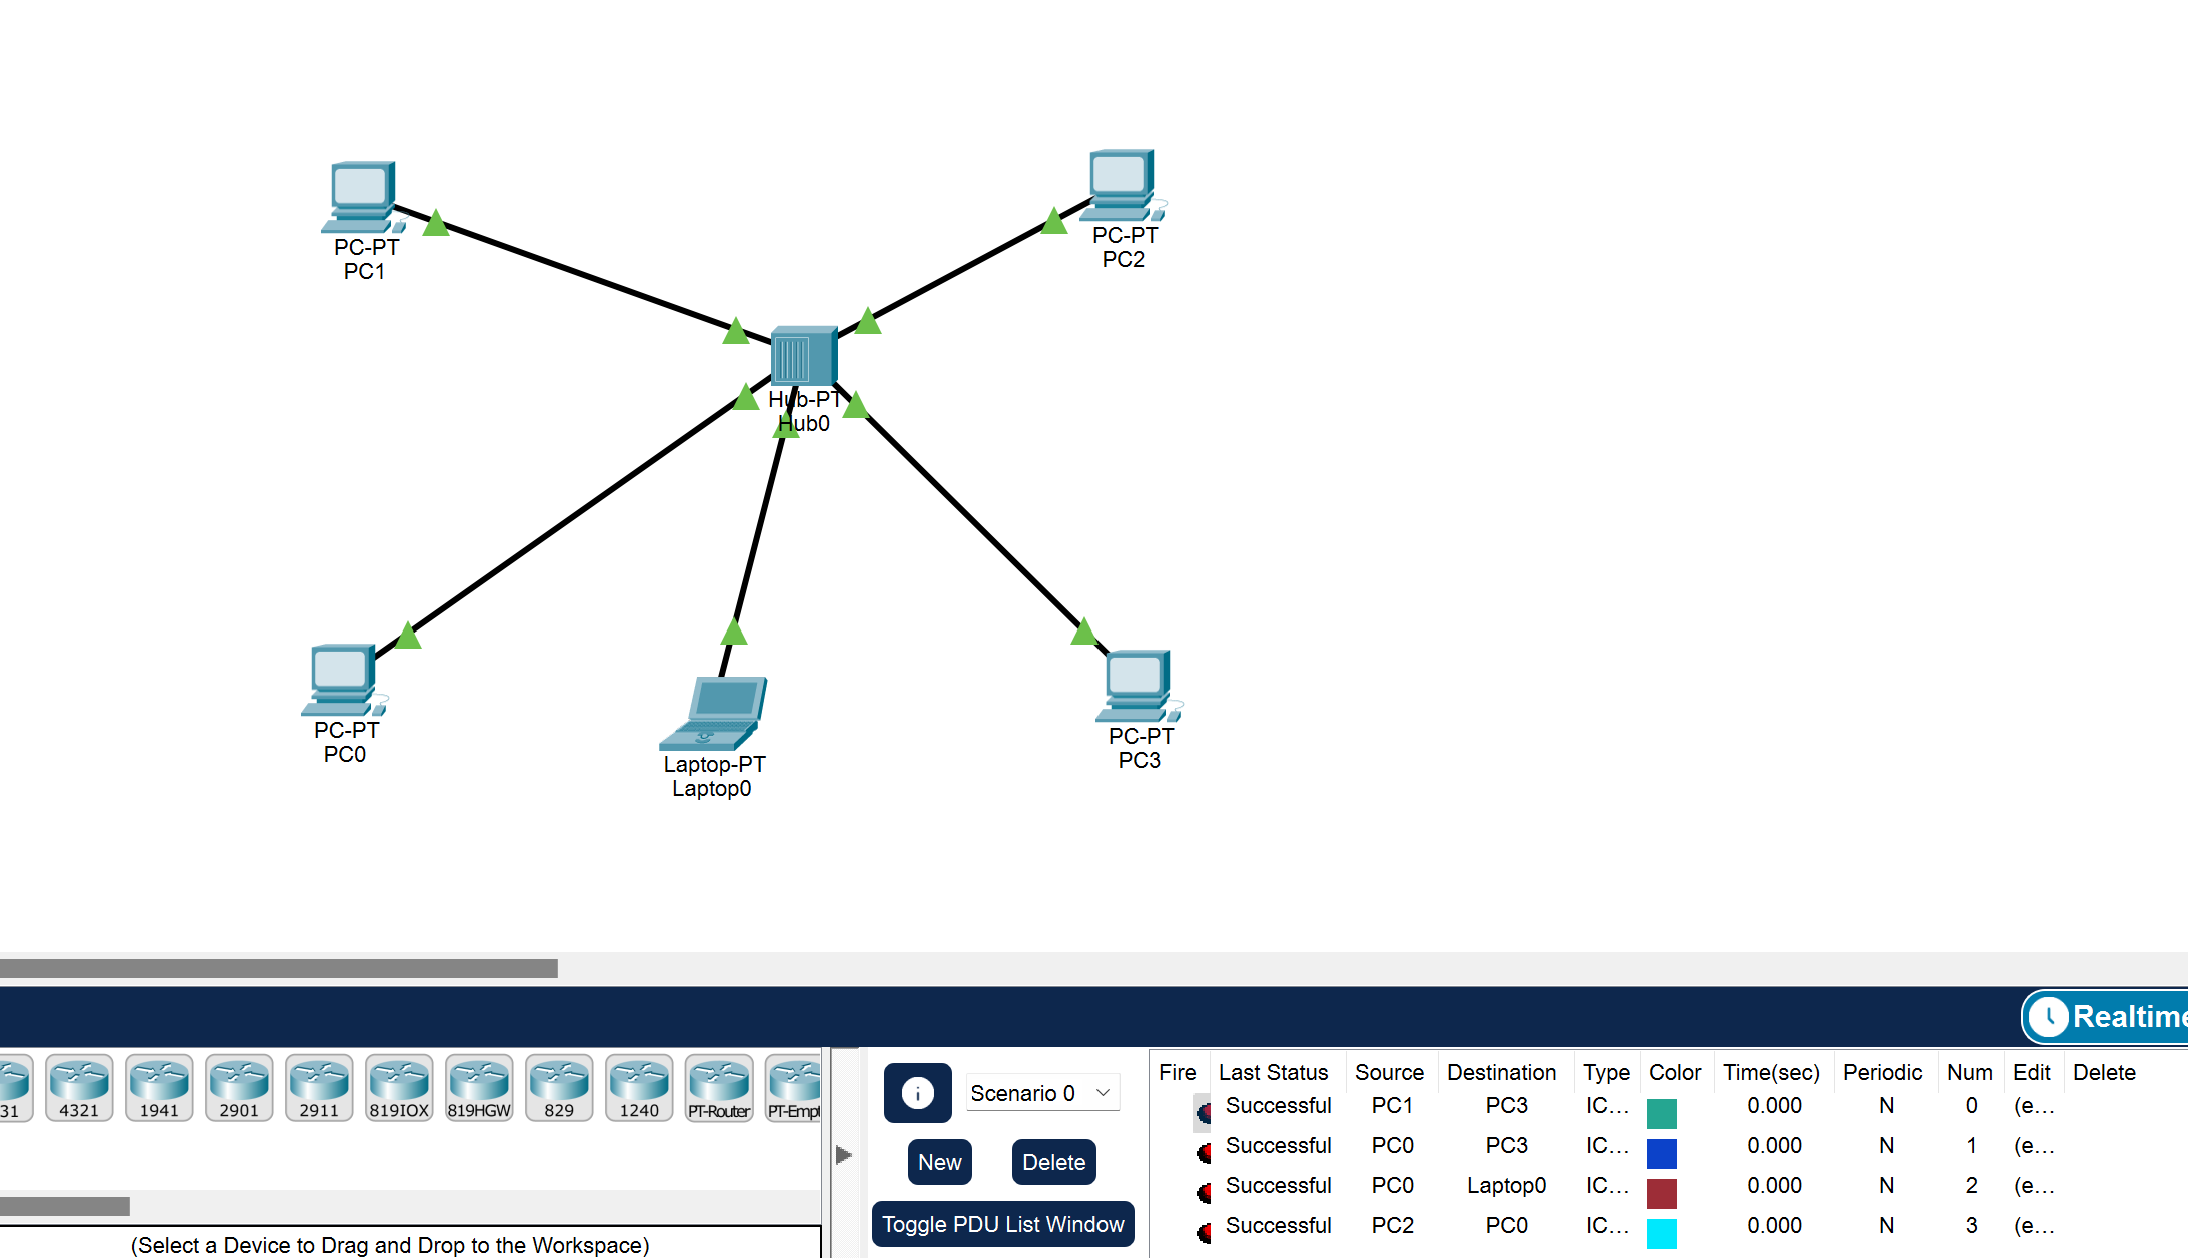 PC-PT
PC1
PC-PT
PC2
Hub-PT
Hub0
PC-PT
PC0
Laptop-PT
Laptop0
PC-PT
PC3
Realtime
31 4321 1941 2901 2911 819IOX 819HGW 829 1240 PT-Router PT-Empt
(Select a Device to Drag and Drop to the Workspace)
i Scenario 0
New Delete
Toggle PDU List Window
Fire Last Status Source Destination Type Color Time(sec) Periodic Num Edit Delete
Successful PC1 PC3 IC... 0.000 N 0 (e...
Successful PC0 PC3 IC... 0.000 N 1 (e...
Successful PC0 Laptop0 IC... 0.000 N 2 (e...
Successful PC2 PC0 IC... 0.000 N 3 (e...